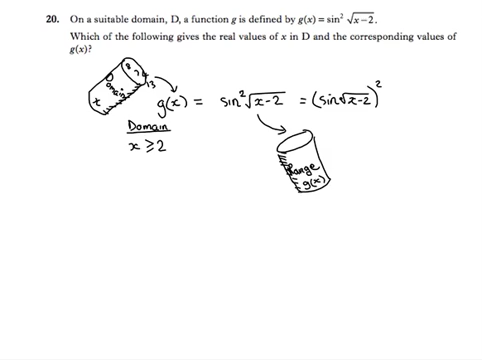 20. On a suitable domain, D, a function g is defined by g(x) = sin² √x−2.
Which of the following gives the real values of x in D and the corresponding values of
g(x)?
Domain
x
13
g(x) = sin²√x−2 = (sin√x−2)²
Domain
x ≥ 2
Range
g(x)